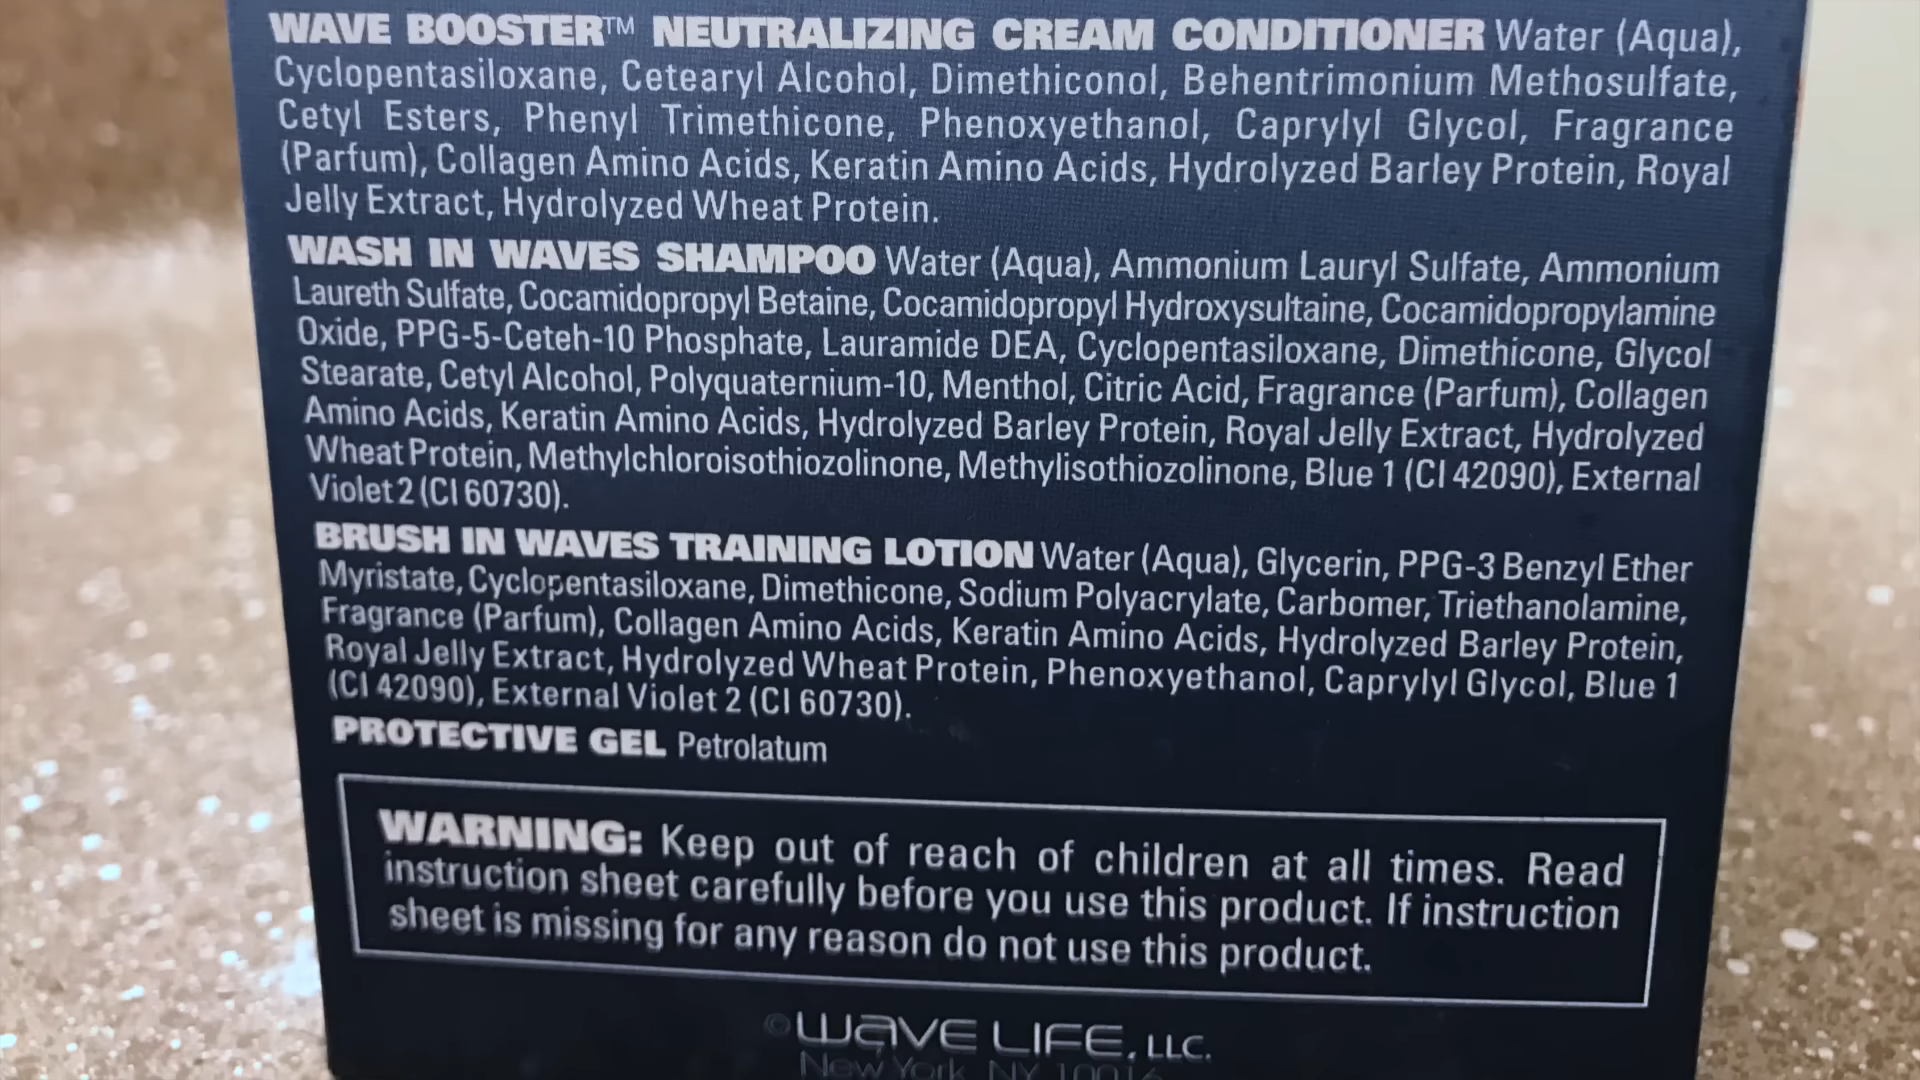 WAVE BOOSTER™ NEUTRALIZING CREAM CONDITIONER Water (Aqua),
Cyclopentasiloxane, Cetearyl Alcohol, Dimethiconol, Behentrimonium Methosulfate,
Cetyl Esters, Phenyl Trimethicone, Phenoxyethanol, Caprylyl Glycol, Fragrance
(Parfum), Collagen Amino Acids, Keratin Amino Acids, Hydrolyzed Barley Protein, Royal
Jelly Extract, Hydrolyzed Wheat Protein.
WASH IN WAVES SHAMPOO Water (Aqua), Ammonium Lauryl Sulfate, Ammonium
Laureth Sulfate, Cocamidopropyl Betaine, Cocamidopropyl Hydroxysultaine, Cocamidopropylamine
Oxide, PPG-5-Ceteh-10 Phosphate, Lauramide DEA, Cyclopentasiloxane, Dimethicone, Glycol
Stearate, Cetyl Alcohol, Polyquaternium-10, Menthol, Citric Acid, Fragrance (Parfum), Collagen
Amino Acids, Keratin Amino Acids, Hydrolyzed Barley Protein, Royal Jelly Extract, Hydrolyzed
Wheat Protein, Methylchloroisothiozolinone, Methylisothiozolinone, Blue 1 (CI 42090), External
Violet 2 (CI 60730).
BRUSH IN WAVES TRAINING LOTION Water (Aqua), Glycerin, PPG-3 Benzyl Ether
Myristate, Cyclopentasiloxane, Dimethicone, Sodium Polyacrylate, Carbomer, Triethanolamine,
Fragrance (Parfum), Collagen Amino Acids, Keratin Amino Acids, Hydrolyzed Barley Protein,
Royal Jelly Extract, Hydrolyzed Wheat Protein, Phenoxyethanol, Caprylyl Glycol, Blue 1
(CI 42090), External Violet 2 (CI 60730).
PROTECTIVE GEL Petrolatum
WARNING: Keep out of reach of children at all times. Read
instruction sheet carefully before you use this product. If instruction
sheet is missing for any reason do not use this product.
©WAVE LIFE, LLC.
New York, NY 10016